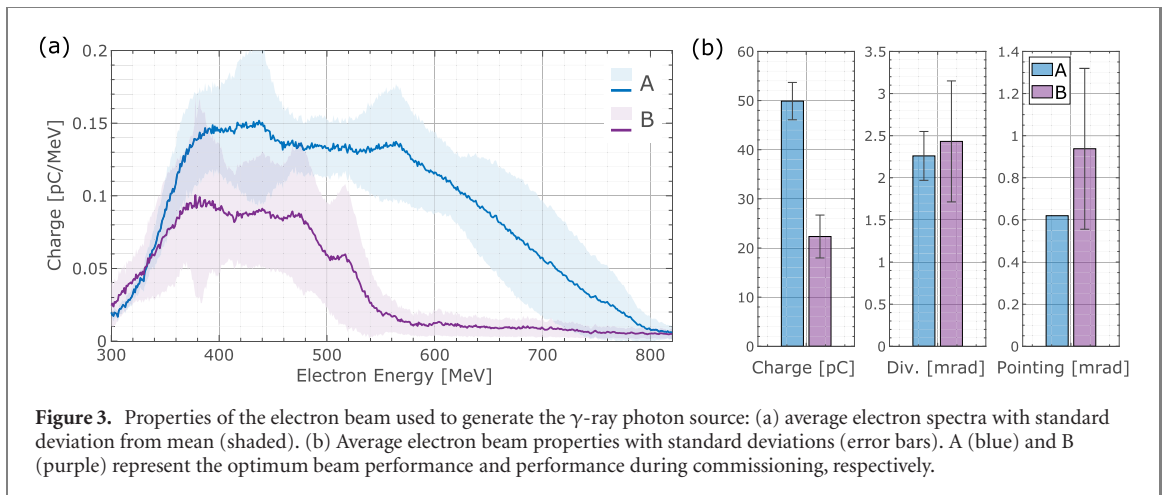 (a)
0.2
0.15
0.1
0.05
0
Charge [pC/MeV]
300
400
500
600
700
800
Electron Energy [MeV]
A
B
(b)
60
50
40
30
20
10
0
Charge [pC]
3.5
3
2.5
2
1.5
1
0.5
0
Div. [mrad]
1.4
1.2
1
0.8
0.6
0.4
0.2
0
Pointing [mrad]
A
B
Figure 3. Properties of the electron beam used to generate the γ-ray photon source: (a) average electron spectra with standard
deviation from mean (shaded). (b) Average electron beam properties with standard deviations (error bars). A (blue) and B
(purple) represent the optimum beam performance and performance during commissioning, respectively.